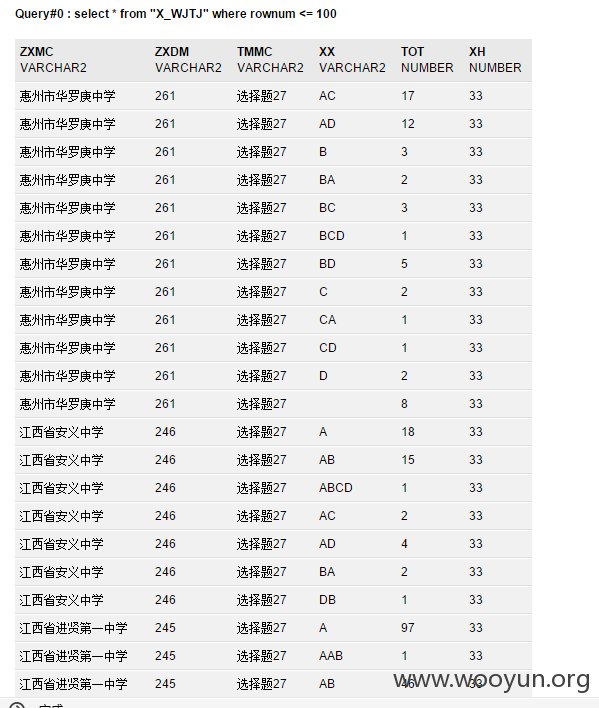 Query#0 : select * from "X_WJTJ" where rownum <= 100
ZXMC ZXDM TMMC XX TOT XH
VARCHAR2 VARCHAR2 VARCHAR2 VARCHAR2 NUMBER NUMBER
惠州市华罗庚中学 261 选择题27 AC 17 33
惠州市华罗庚中学 261 选择题27 AD 12 33
惠州市华罗庚中学 261 选择题27 B 3 33
惠州市华罗庚中学 261 选择题27 BA 2 33
惠州市华罗庚中学 261 选择题27 BC 3 33
惠州市华罗庚中学 261 选择题27 BCD 1 33
惠州市华罗庚中学 261 选择题27 BD 5 33
惠州市华罗庚中学 261 选择题27 C 2 33
惠州市华罗庚中学 261 选择题27 CA 1 33
惠州市华罗庚中学 261 选择题27 CD 1 33
惠州市华罗庚中学 261 选择题27 D 2 33
惠州市华罗庚中学 261 选择题27 8 33
江西省安义中学 246 选择题27 A 18 33
江西省安义中学 246 选择题27 AB 15 33
江西省安义中学 246 选择题27 ABCD 1 33
江西省安义中学 246 选择题27 AC 2 33
江西省安义中学 246 选择题27 AD 4 33
江西省安义中学 246 选择题27 BA 2 33
江西省安义中学 246 选择题27 DB 1 33
江西省进贤第一中学 245 选择题27 A 97 33
江西省进贤第一中学 245 选择题27 AAB 1 33
江西省进贤第一中学 245 选择题27 AB 46 33
www.wooyun.org